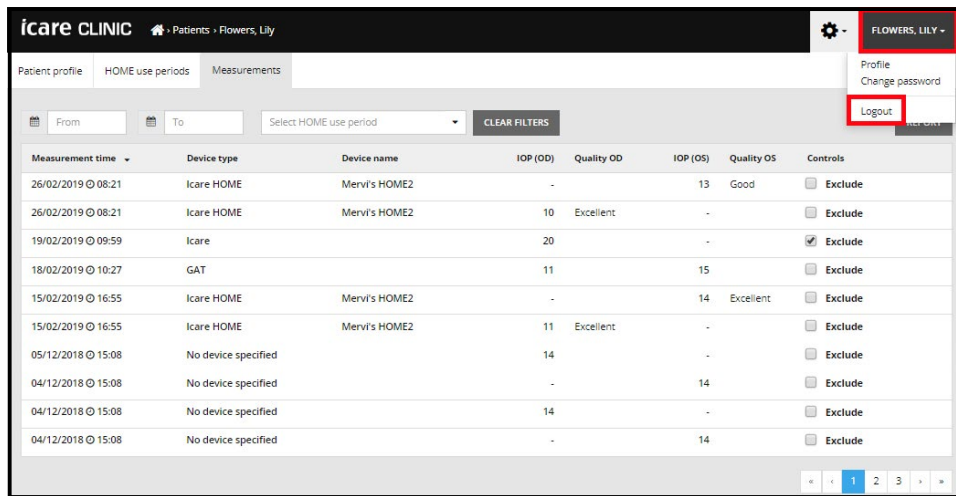 icare CLINIC › Patients › Flowers, Lily FLOWERS, LILY
Patient profile HOME use periods Measurements
Profile
Change password
Logout
From To Select HOME use period CLEAR FILTERS
Measurement time Device type Device name IOP (OD) Quality OD IOP (OS) Quality OS Controls
26/02/2019 08:21 Icare HOME Mervi's HOME2 - 13 Good Exclude
26/02/2019 08:21 Icare HOME Mervi's HOME2 10 Excellent - Exclude
19/02/2019 09:59 Icare 20 - Exclude
18/02/2019 10:27 GAT 11 15 Exclude
15/02/2019 16:55 Icare HOME Mervi's HOME2 - 14 Excellent Exclude
15/02/2019 16:55 Icare HOME Mervi's HOME2 11 Excellent - Exclude
05/12/2018 15:08 No device specified 14 - Exclude
04/12/2018 15:08 No device specified - 14 Exclude
04/12/2018 15:08 No device specified 14 - Exclude
04/12/2018 15:08 No device specified - 14 Exclude
« ‹ 1 2 3 › »